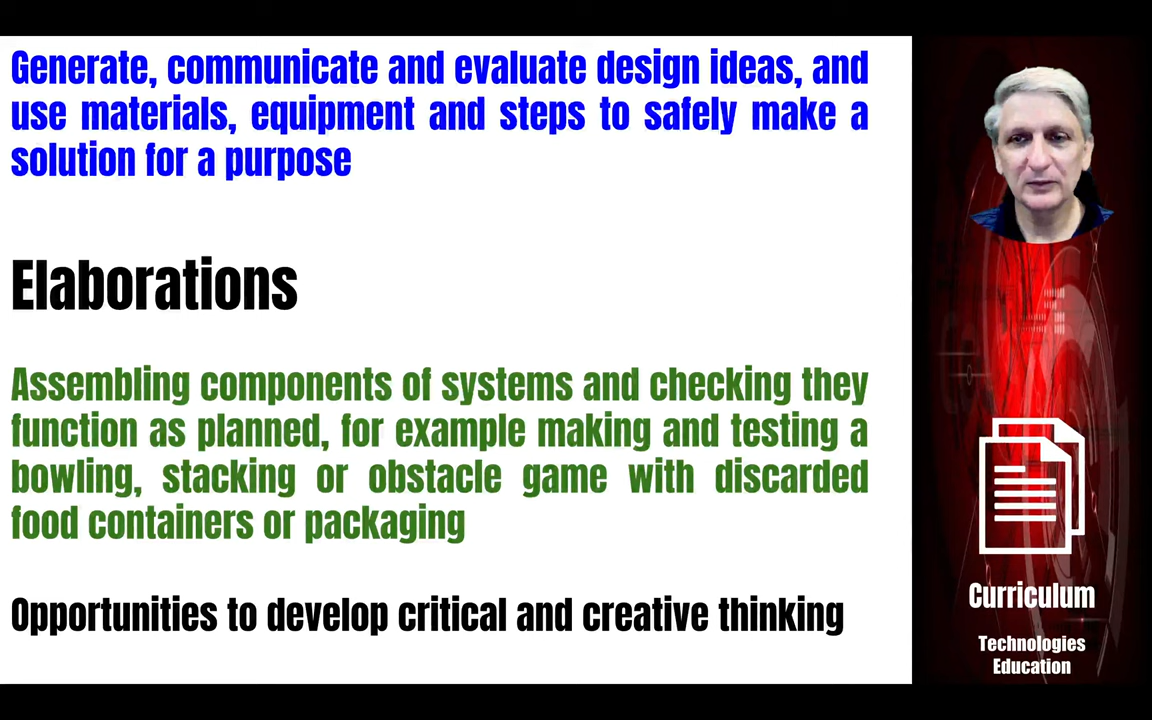 Generate, communicate and evaluate design ideas, and
use materials, equipment and steps to safely make a
solution for a purpose
Elaborations
Assembling components of systems and checking they
function as planned, for example making and testing a
bowling, stacking or obstacle game with discarded
food containers or packaging
Opportunities to develop critical and creative thinking
Curriculum
Technologies
Education